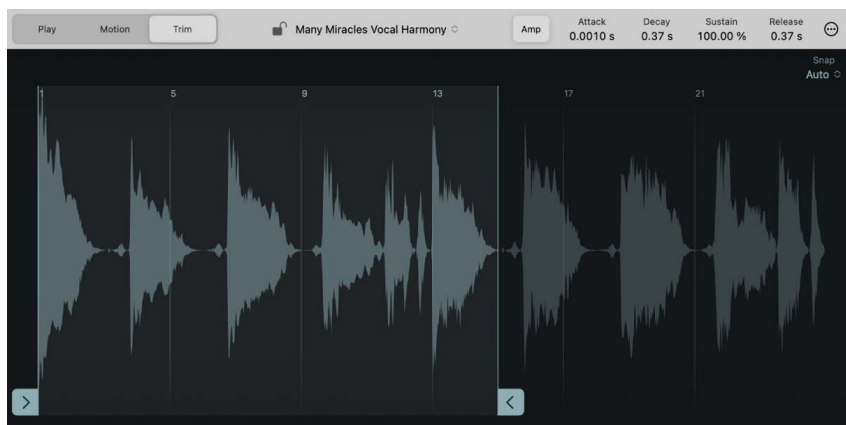 Play Motion Trim Many Miracles Vocal Harmony Amp Attack Decay Sustain Release
0.0010 s 0.37 s 100.00 % 0.37 s
Snap
Auto
1 5 9 13 17 21